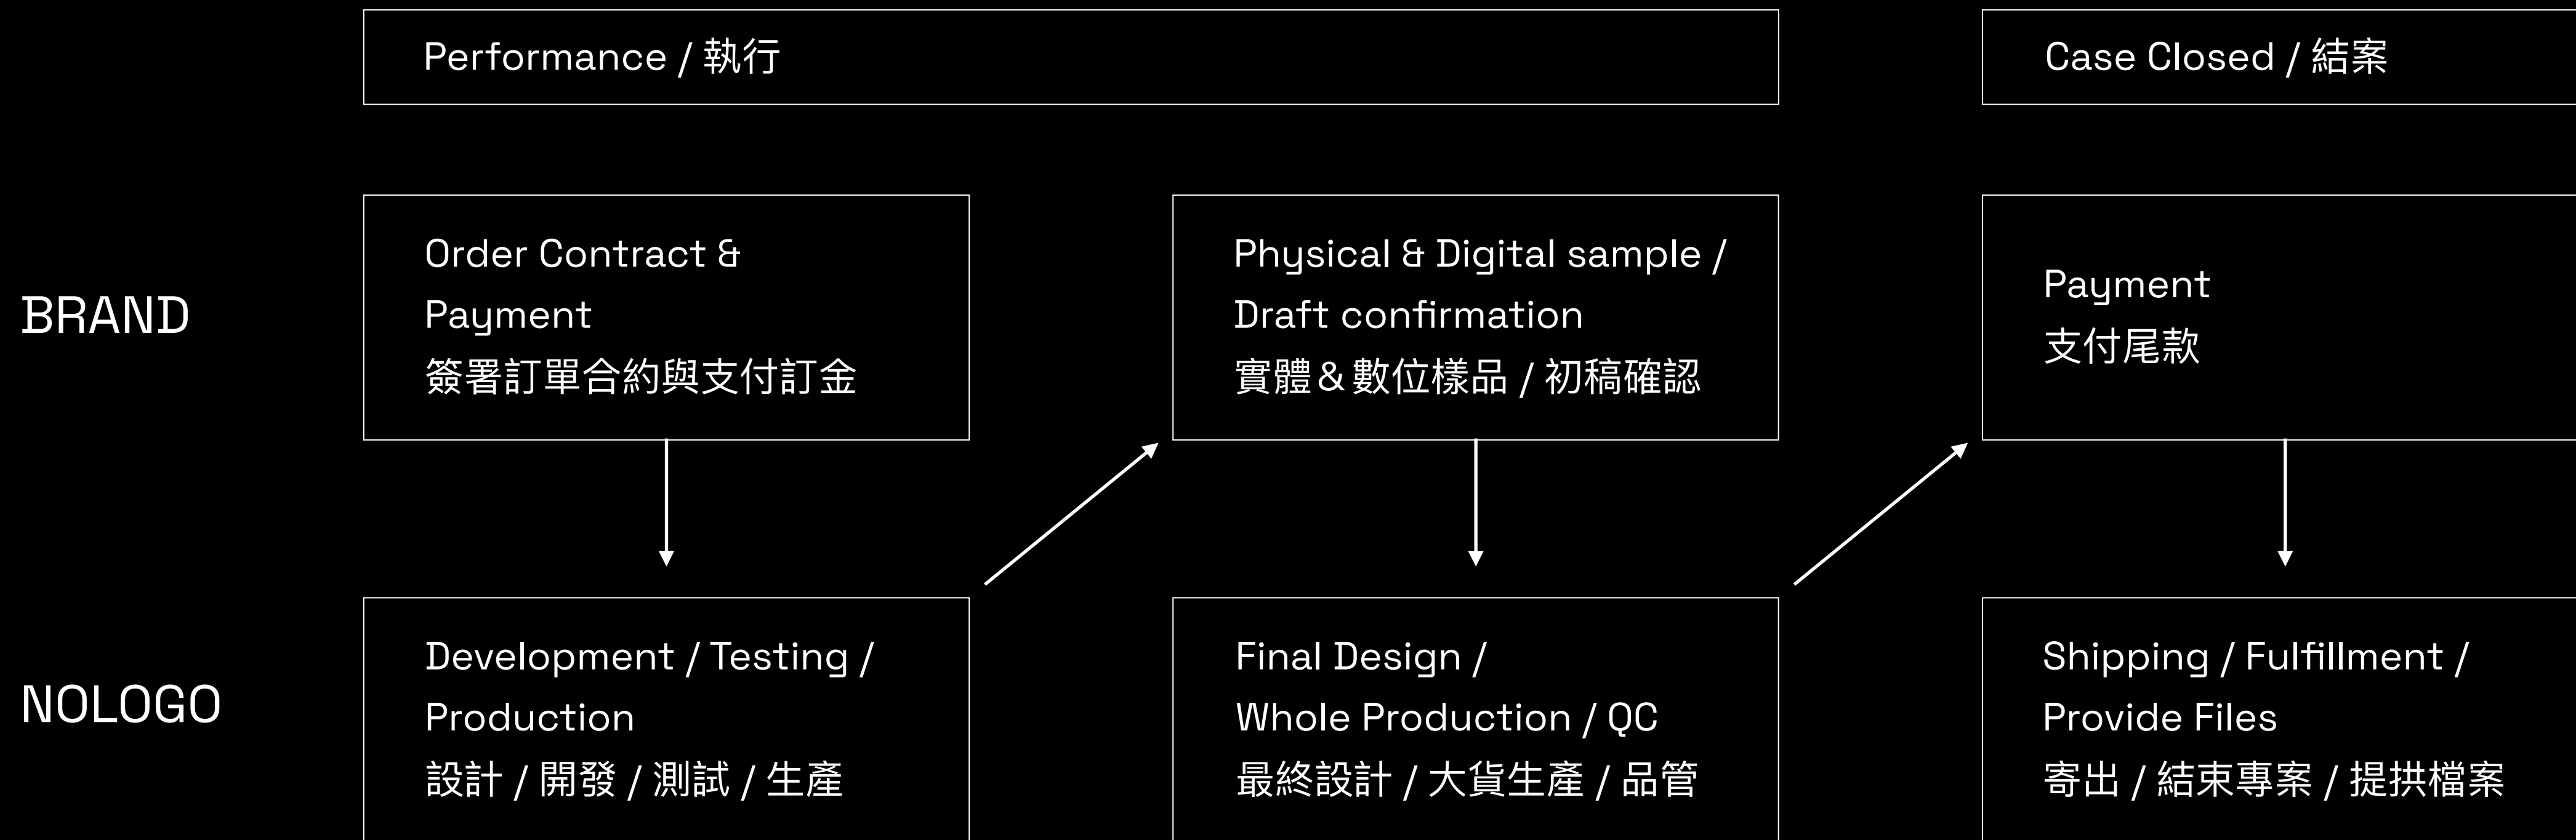 Performance / 執行
Case Closed / 結案
BRAND
Order Contract &
Payment
簽署訂單合約與支付訂金
Physical & Digital sample /
Draft confirmation
實體＆數位樣品 / 初稿確認
Payment
支付尾款
NOLOGO
Development / Testing /
Production
設計 / 開發 / 測試 / 生產
Final Design /
Whole Production / QC
最終設計 / 大貨生產 / 品管
Shipping / Fulfillment /
Provide Files
寄出 / 結束專案 / 提拱檔案